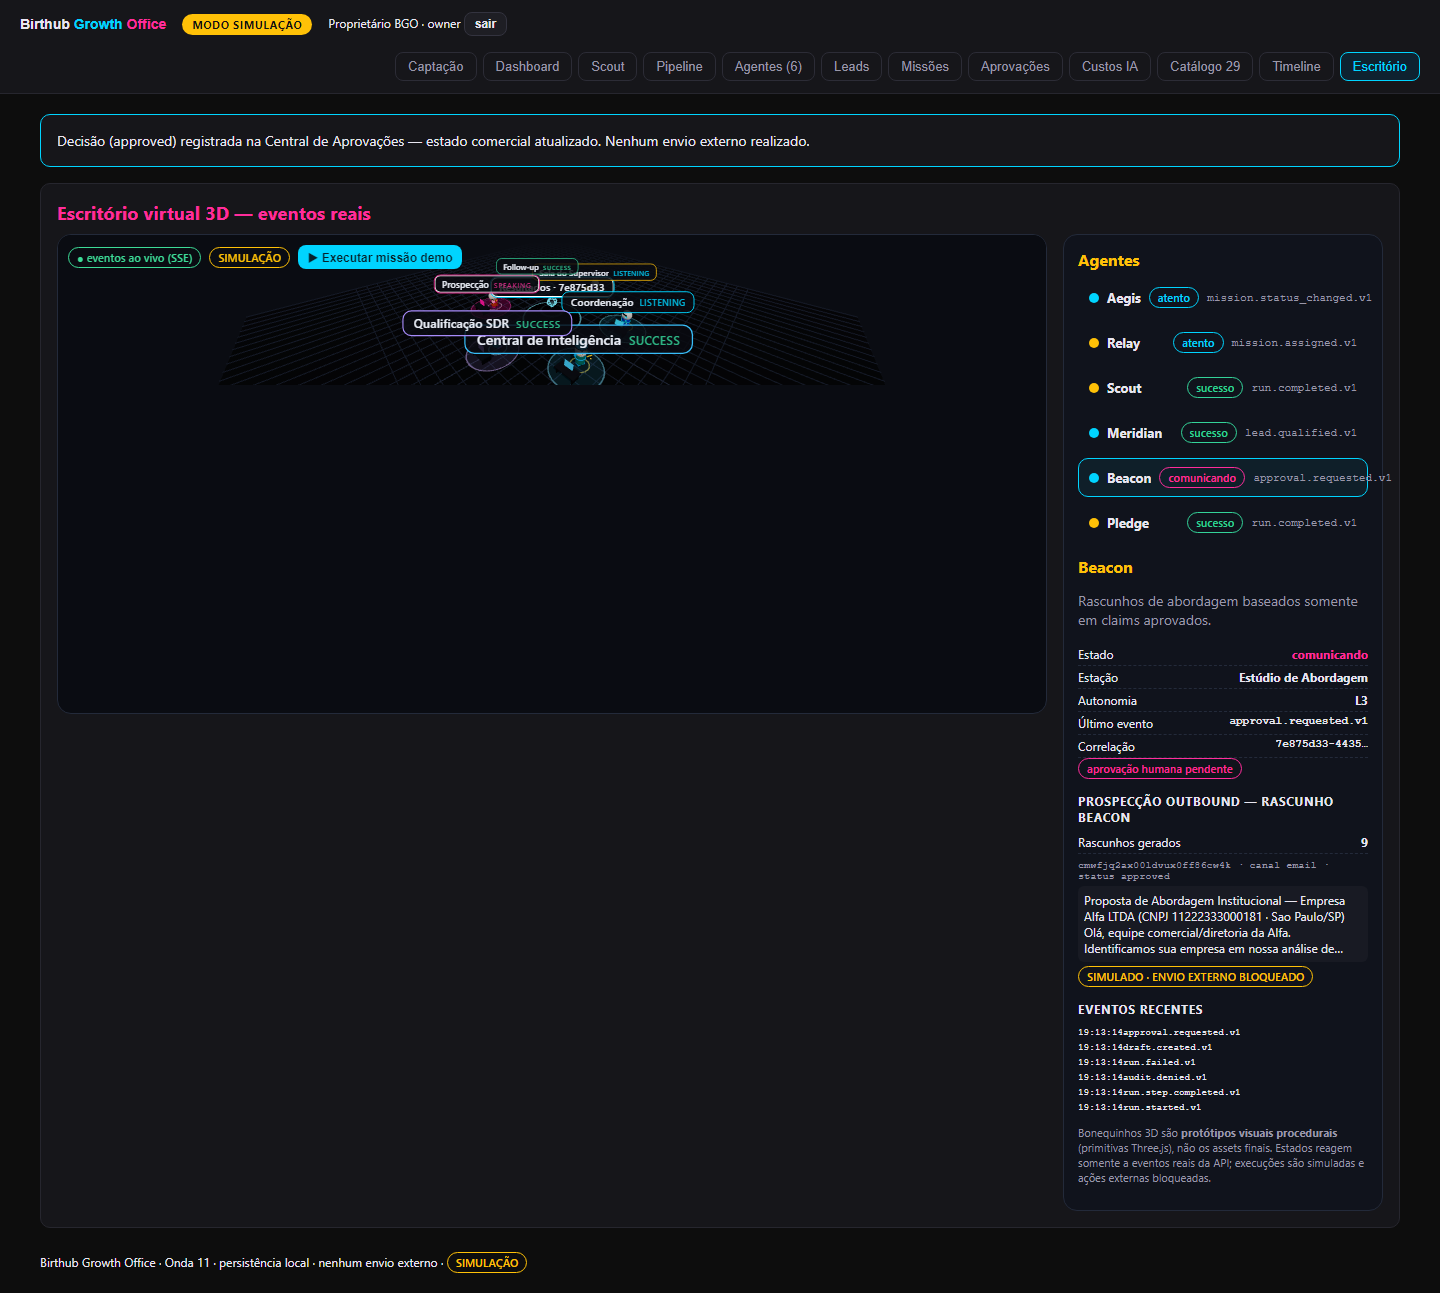 Birthub Growth Office
MODO SIMULAÇÃO
Proprietário BGO · owner
sair
Captação
Dashboard
Scout
Pipeline
Agentes (6)
Leads
Missões
Aprovações
Custos IA
Catálogo 29
Timeline
Escritório
Decisão (approved) registrada na Central de Aprovações — estado comercial atualizado. Nenhum envio externo realizado.
Escritório virtual 3D — eventos reais
● eventos ao vivo (SSE)
SIMULAÇÃO
▶ Executar missão demo
Follow-up SUCCESS
supervisor LISTENING
Prospecção SPEAKING
os · 7e875d33
Coordenação LISTENING
Qualificação SDR SUCCESS
Central de Inteligência SUCCESS
Agentes
Aegis atento mission.status_changed.v1
Relay atento mission.assigned.v1
Scout sucesso run.completed.v1
Meridian sucesso lead.qualified.v1
Beacon comunicando approval.requested.v1
Pledge sucesso run.completed.v1
Beacon
Rascunhos de abordagem baseados somente
em claims aprovados.
Estado comunicando
Estação Estúdio de Abordagem
Autonomia L3
Último evento approval.requested.v1
Correlação 7e875d33-4435…
aprovação humana pendente
PROSPECÇÃO OUTBOUND — RASCUNHO
BEACON
Rascunhos gerados 9
cmwfjq2ax00ldvux0ff86cw4k · canal email ·
status approved
Proposta de Abordagem Institucional — Empresa
Alfa LTDA (CNPJ 11222333000181 · Sao Paulo/SP)
Olá, equipe comercial/diretoria da Alfa.
Identificamos sua empresa em nossa análise de...
SIMULADO · ENVIO EXTERNO BLOQUEADO
EVENTOS RECENTES
19:13:14approval.requested.v1
19:13:14draft.created.v1
19:13:14run.failed.v1
19:13:14audit.denied.v1
19:13:14run.step.completed.v1
19:13:14run.started.v1
Bonequinhos 3D são protótipos visuais procedurais
(primitivas Three.js), não os assets finais. Estados reagem
somente a eventos reais da API; execuções são simuladas e
ações externas bloqueadas.
Birthub Growth Office · Onda 11 · persistência local · nenhum envio externo · SIMULAÇÃO